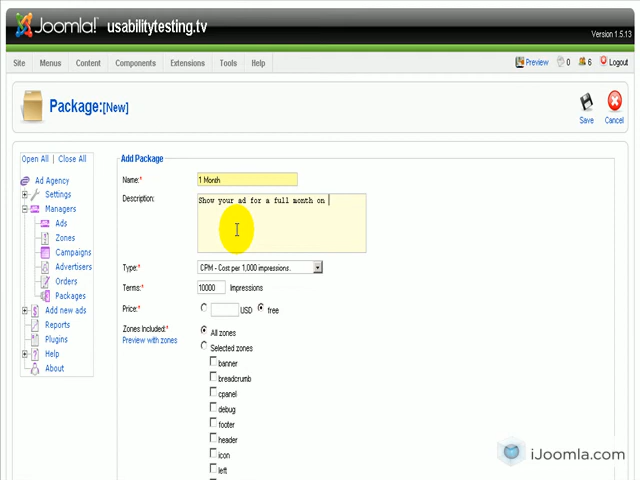 Joomla! usabilitytesting.tv
Version 1.5.13
Site Menus Content Components Extensions Tools Help Preview 0 6 Logout
Package:[New]
Save Cancel
Open All | Close All
Ad Agency
Settings
Managers
Ads
Zones
Campaigns
Advertisers
Orders
Packages
Add new ads
Reports
Plugins
Help
About
Add Package
Name:* 1 Month
Description: Show your ad for a full month on
Type:* CPM - Cost per 1,000 impressions.
Terms:* 10000 Impressions
Price:* USD free
Zones Included:* All zones
Preview with zones
Selected zones
banner
breadcrumb
cpanel
debug
footer
header
icon
left
iJoomla.com